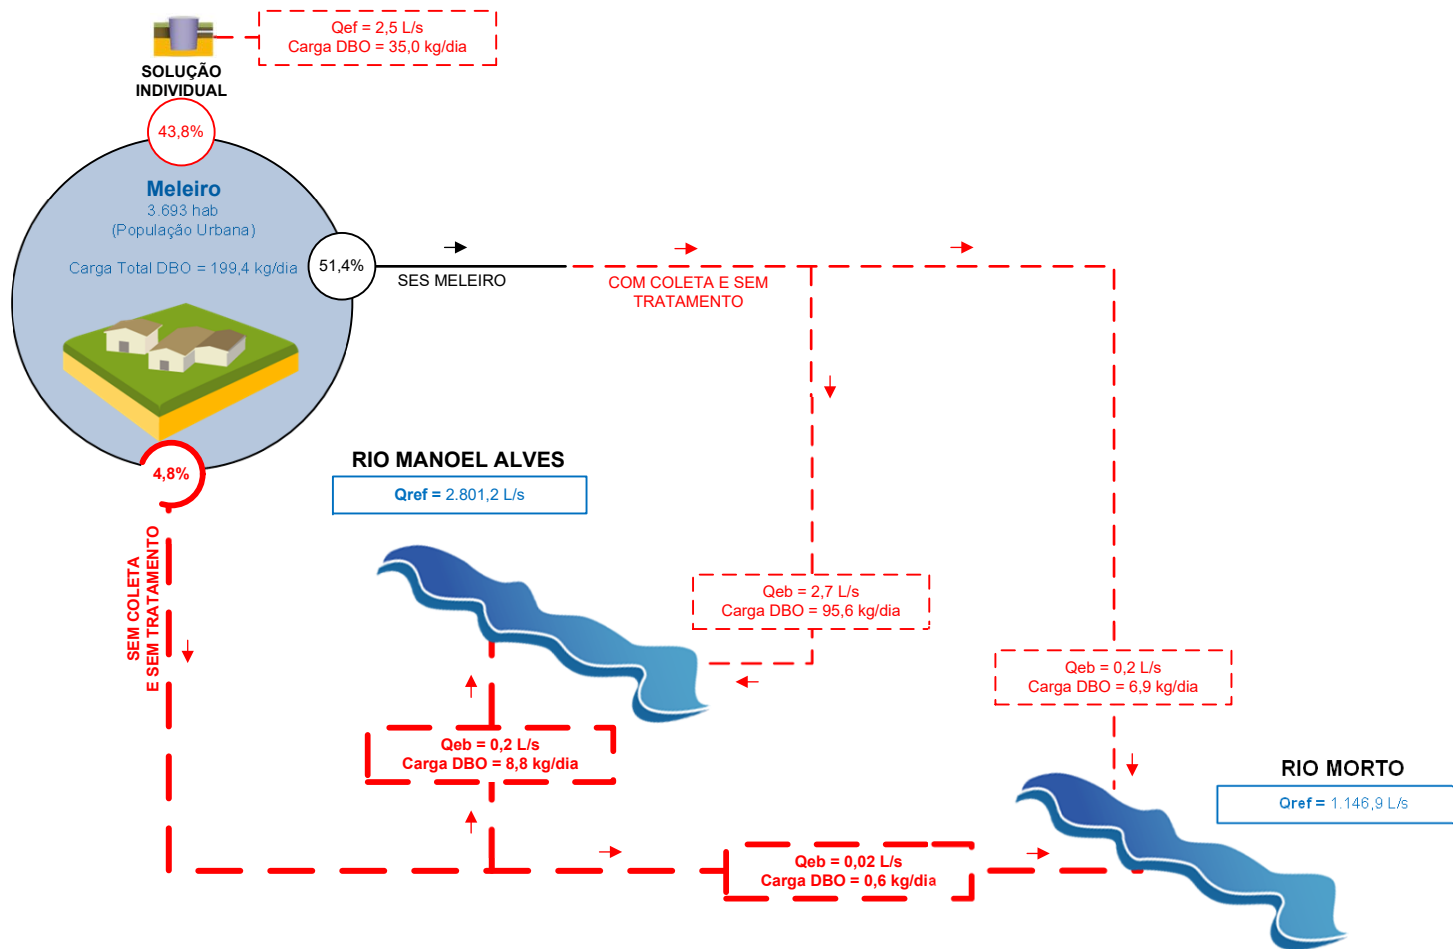 Qef = 2,5 L/s
Carga DBO = 35,0 kg/dia
SOLUÇÃO
INDIVIDUAL
43,8%
Meleiro
3.693 hab
(População Urbana)
Carga Total DBO = 199,4 kg/dia
51,4%
SES MELEIRO
COM COLETA E SEM
TRATAMENTO
4,8%
SEM COLETA
E SEM TRATAMENTO
RIO MANOEL ALVES
Qref = 2.801,2 L/s
Qeb = 2,7 L/s
Carga DBO = 95,6 kg/dia
Qeb = 0,2 L/s
Carga DBO = 6,9 kg/dia
Qeb = 0,2 L/s
Carga DBO = 8,8 kg/dia
RIO MORTO
Qref = 1.146,9 L/s
Qeb = 0,02 L/s
Carga DBO = 0,6 kg/dia